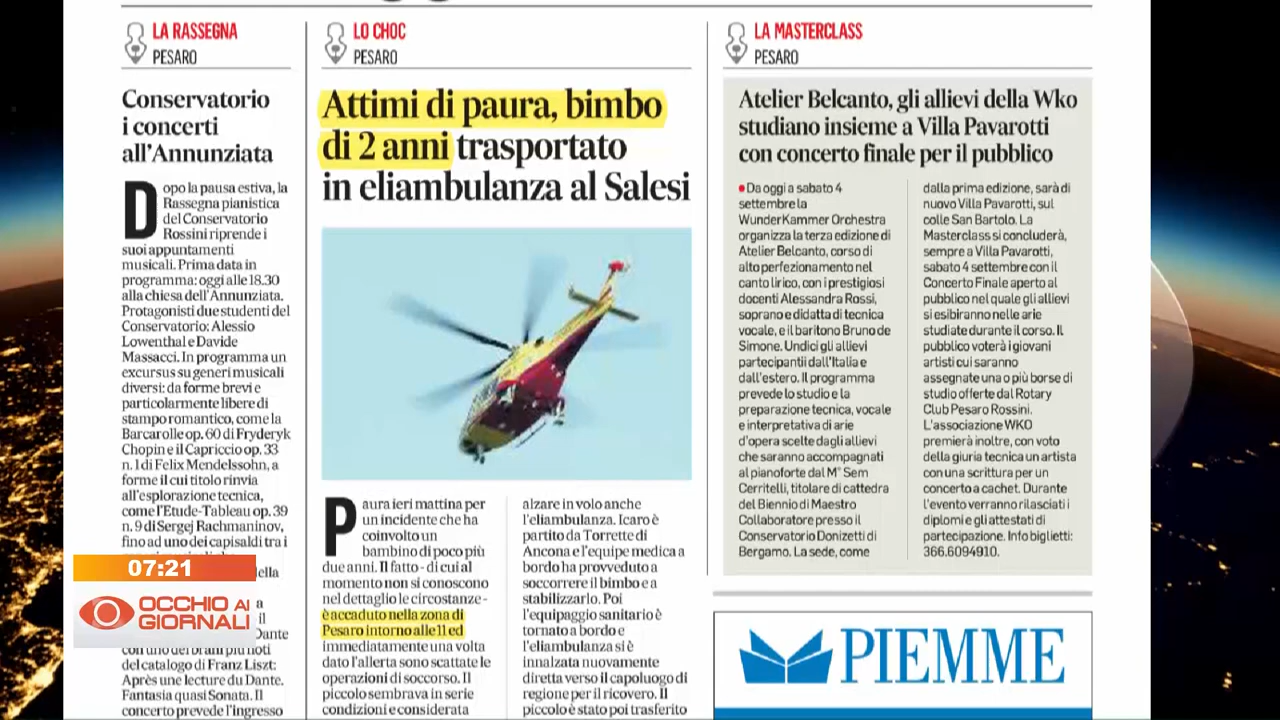 LA RASSEGNA
PESARO
Conservatorio
i concerti
all'Annunziata
Dopo la pausa estiva, la
Rassegna pianistica
del Conservatorio
Rossini riprende i
suoi appuntamenti
musicali. Prima data in
programma: oggi alle 18.30
alla chiesa dell'Annunziata.
Protagonisti due studenti del
Conservatorio: Alessio
Lowenthal e Davide
Massacci. In programma un
excursus su generi musicali
diversi: da forme brevi e
particolarmente libere di
stampo romantico, come la
Barcarolle op. 60 di Fryderyk
Chopin e il Capriccio op. 33
n. 1 di Felix Mendelssohn, a
forme il cui titolo rinvia
all'esplorazione tecnica,
come l'Etude-Tableau op. 39
n. 9 di Sergej Rachmaninov,
fino ad uno dei capisaldi tra i
della
a
il
Dante
con uno dei brani più noti
del catalogo di Franz Liszt:
Après une lecture du Dante.
Fantasia quasi Sonata. Il
concerto prevede l'ingresso
LO CHOC
PESARO
Attimi di paura, bimbo
di 2 anni trasportato
in eliambulanza al Salesi
Paura ieri mattina per
un incidente che ha
coinvolto un
bambino di poco più
due anni. Il fatto - di cui al
momento non si conoscono
nel dettaglio le circostanze -
è accaduto nella zona di
Pesaro intorno alle 11 ed
immediatamente una volta
dato l'allerta sono scattate le
operazioni di soccorso. Il
piccolo sembrava in serie
condizioni e considerata
alzare in volo anche
l'eliambulanza. Icaro è
partito da Torrette di
Ancona e l'equipe medica a
bordo ha provveduto a
soccorrere il bimbo e a
stabilizzarlo. Poi
l'equipaggio sanitario è
tornato a bordo e
l'eliambulanza si è
innalzata nuovamente
diretta verso il capoluogo di
regione per il ricovero. Il
piccolo è stato poi trasferito
LA MASTERCLASS
PESARO
Atelier Belcanto, gli allievi della Wko
studiano insieme a Villa Pavarotti
con concerto finale per il pubblico
Da oggi a sabato 4
settembre la
WunderKammer Orchestra
organizza la terza edizione di
Atelier Belcanto, corso di
alto perfezionamento nel
canto lirico, con i prestigiosi
docenti Alessandra Rossi,
soprano e didatta di tecnica
vocale, e il baritono Bruno de
Simone. Undici gli allievi
partecipantii dall'Italia e
dall'estero. Il programma
prevede lo studio e la
preparazione tecnica, vocale
e interpretativa di arie
d'opera scelte dagli allievi
che saranno accompagnati
al pianoforte dal M° Sem
Cerritelli, titolare di cattedra
del Biennio di Maestro
Collaboratore presso il
Conservatorio Donizetti di
Bergamo. La sede, come
dalla prima edizione, sarà di
nuovo Villa Pavarotti, sul
colle San Bartolo. La
Masterclass si concluderà,
sempre a Villa Pavarotti,
sabato 4 settembre con il
Concerto Finale aperto al
pubblico nel quale gli allievi
si esibiranno nelle arie
studiate durante il corso. Il
pubblico voterà i giovani
artisti cui saranno
assegnate una o più borse di
studio offerte dal Rotary
Club Pesaro Rossini.
L'associazione WKO
premierà inoltre, con voto
della giuria tecnica un artista
con una scrittura per un
concerto a cachet. Durante
l'evento verranno rilasciati i
diplomi e gli attestati di
partecipazione. Info biglietti:
366.6094910.
PIEMME
07:21
OCCHIO AI
GIORNALI